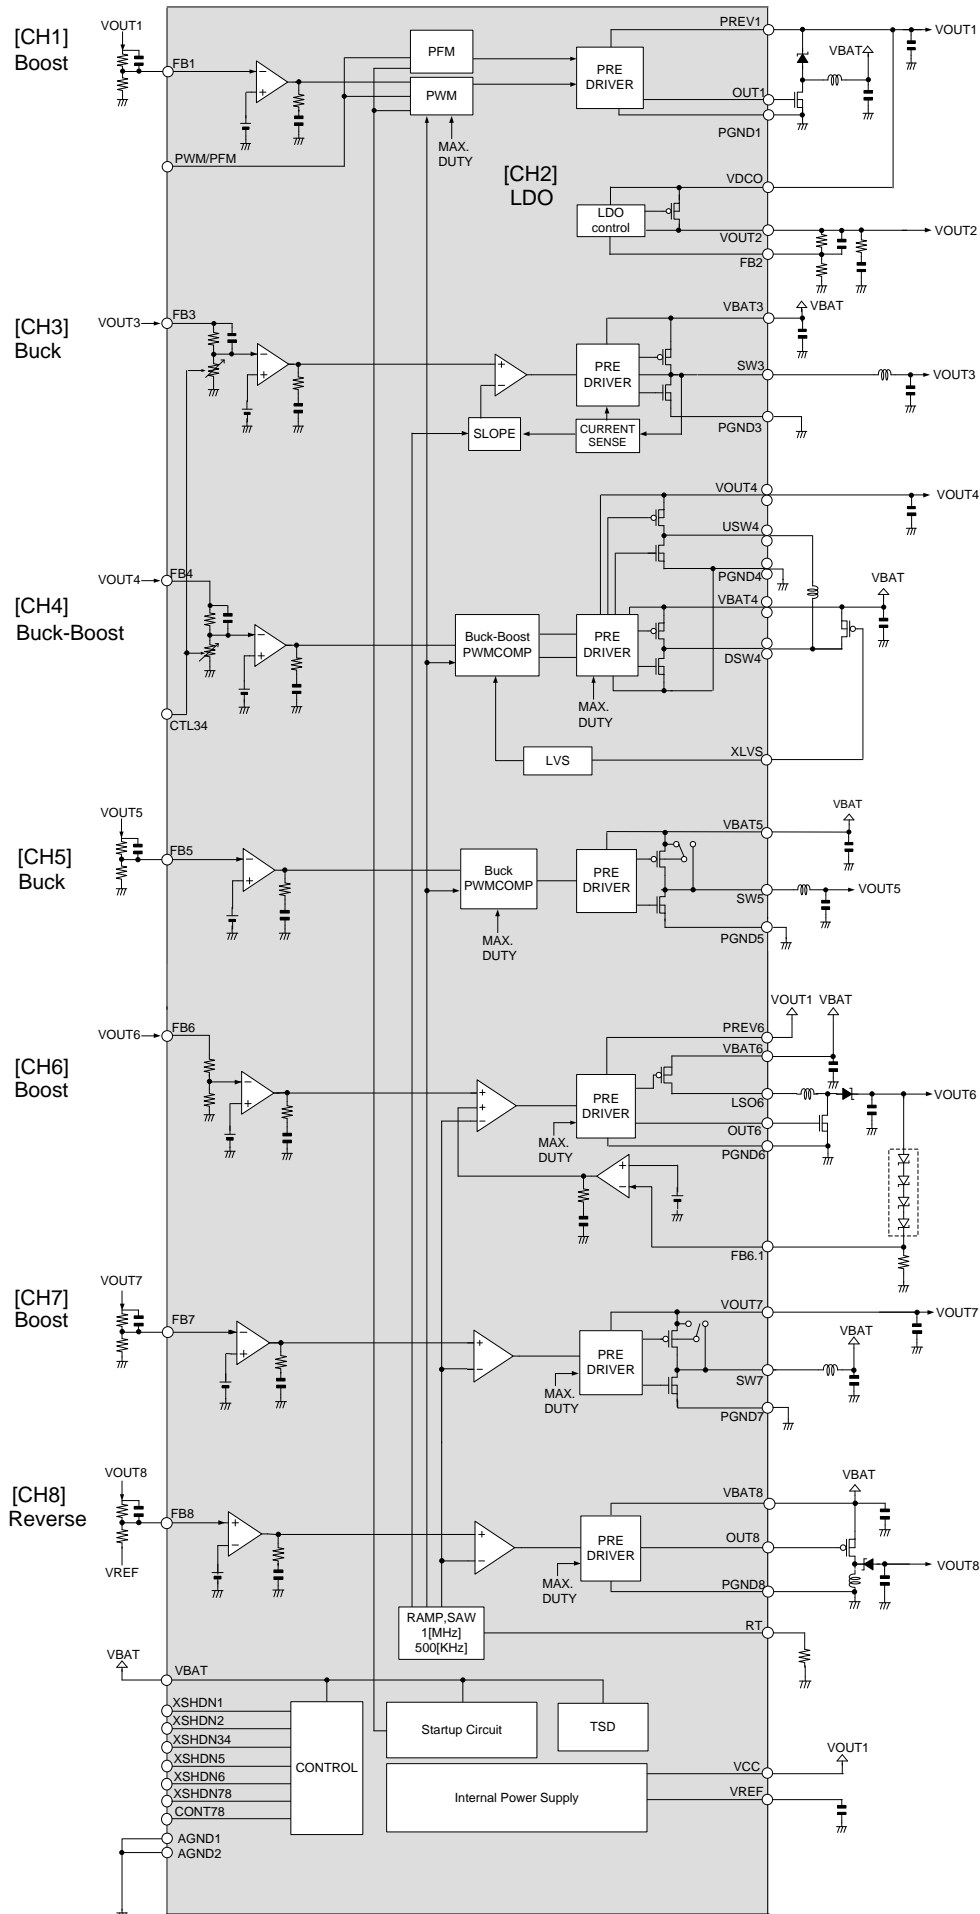 [CH1]
Boost
VOUT1
FB1
PWM/PFM
PFM
PWM
MAX.
DUTY
PRE
DRIVER
PREV1
VOUT1
VBAT
OUT1
PGND1
[CH2]
LDO
VDCO
LDO
control
VOUT2
VOUT2
FB2
[CH3]
Buck
VOUT3
FB3
VBAT3
VBAT
PRE
DRIVER
SW3
VOUT3
PGND3
SLOPE
CURRENT
SENSE
[CH4]
Buck-Boost
VOUT4
FB4
CTL34
VOUT4
VOUT4
USW4
PGND4
VBAT4
VBAT
Buck-Boost
PWMCOMP
PRE
DRIVER
DSW4
MAX.
DUTY
LVS
XLVS
[CH5]
Buck
VOUT5
FB5
Buck
PWMCOMP
MAX.
DUTY
PRE
DRIVER
VBAT5
VBAT
SW5
VOUT5
PGND5
[CH6]
Boost
VOUT6
FB6
VOUT1
VBAT
PREV6
VBAT6
PRE
DRIVER
MAX.
DUTY
LSO6
VOUT6
OUT6
PGND6
FB6.1
[CH7]
Boost
VOUT7
FB7
VOUT7
VOUT7
PRE
DRIVER
MAX.
DUTY
VBAT
SW7
PGND7
[CH8]
Reverse
VOUT8
FB8
VREF
VBAT
VBAT8
PRE
DRIVER
MAX.
DUTY
OUT8
VOUT8
PGND8
RAMP,SAW
1[MHz]
500[KHz]
RT
VBAT
VBAT
XSHDN1
XSHDN2
XSHDN34
XSHDN5
XSHDN6
XSHDN78
CONT78
AGND1
AGND2
CONTROL
Startup Circuit
TSD
Internal Power Supply
VOUT1
VCC
VREF